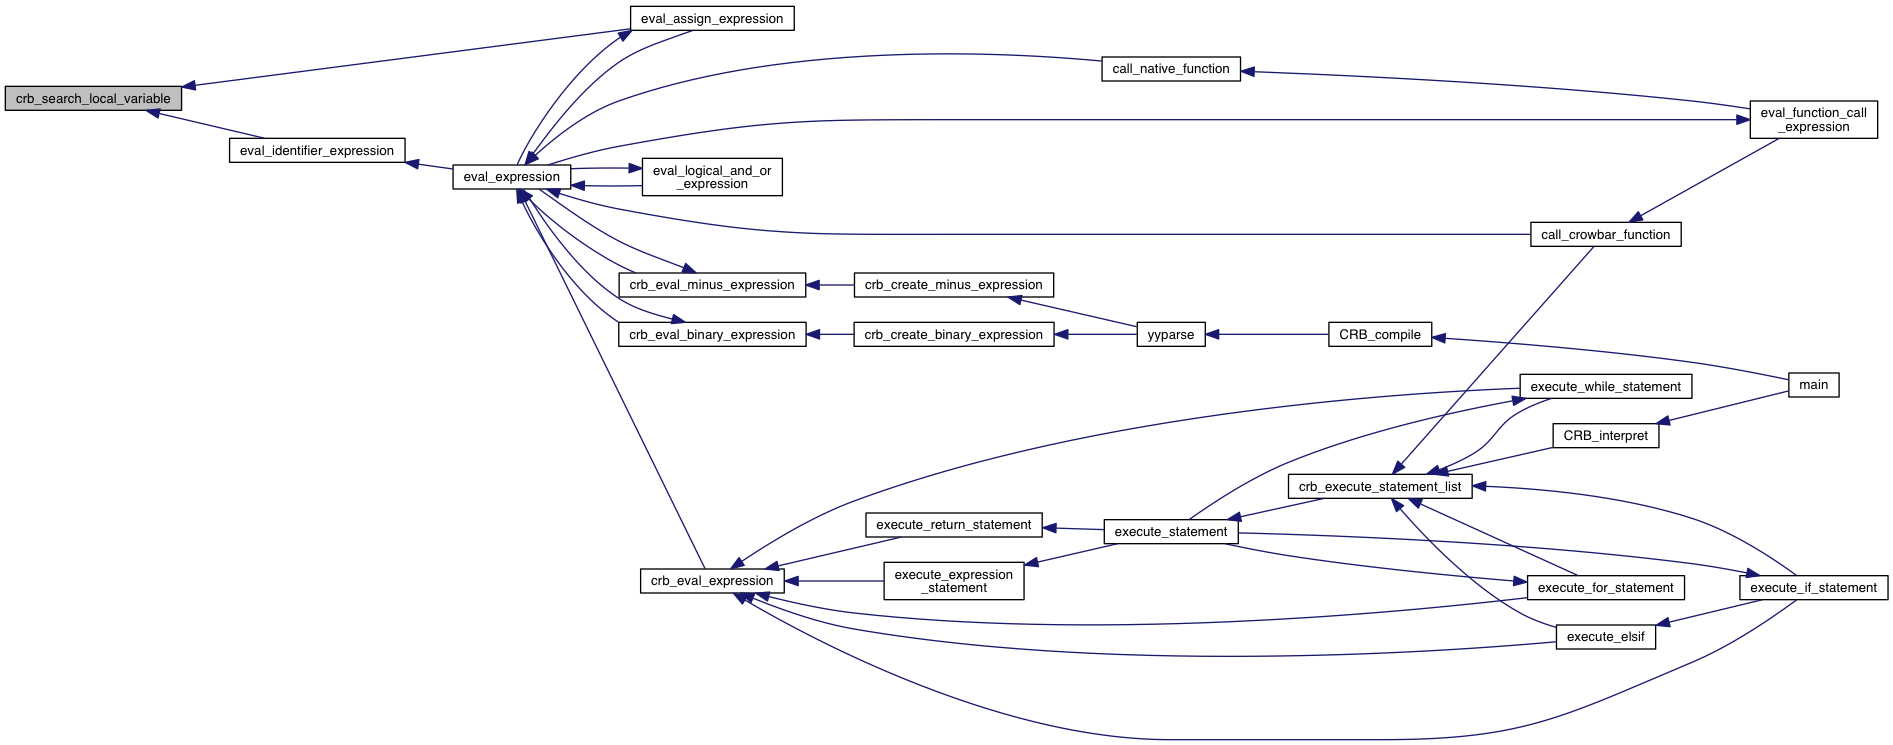 eval_assign_expression
call_native_function
crb_search_local_variable
eval_function_call
_expression
eval_identifier_expression
eval_expression
eval_logical_and_or
_expression
call_crowbar_function
crb_eval_minus_expression
crb_create_minus_expression
crb_eval_binary_expression
crb_create_binary_expression
yyparse
CRB_compile
main
execute_while_statement
CRB_interpret
crb_execute_statement_list
execute_return_statement
execute_statement
crb_eval_expression
execute_expression
_statement
execute_for_statement
execute_if_statement
execute_elsif